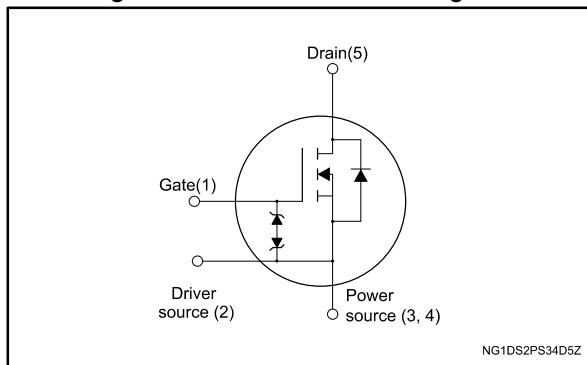 Drain(5)
Gate(1)
Driver
source (2)
Power
source (3, 4)
NG1DS2PS34D5Z